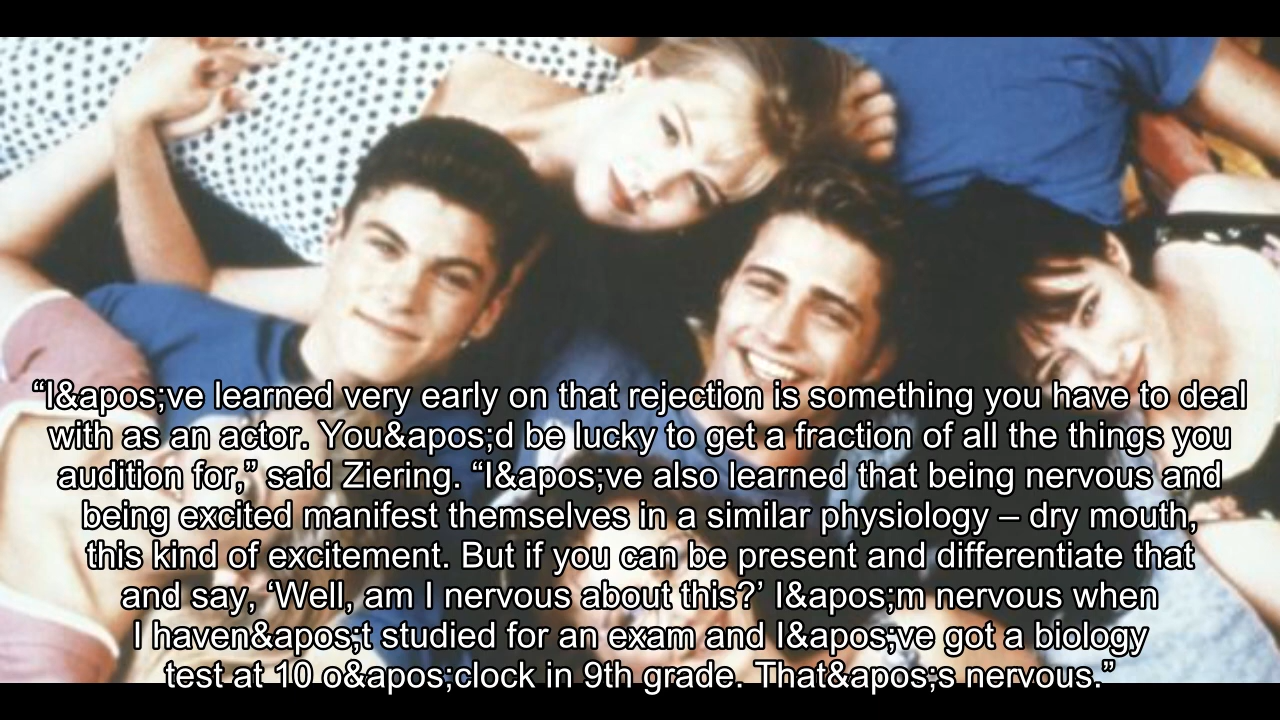 “I&apos;ve learned very early on that rejection is something you have to deal
with as an actor. You&apos;d be lucky to get a fraction of all the things you
audition for,” said Ziering. “I&apos;ve also learned that being nervous and
being excited manifest themselves in a similar physiology – dry mouth,
this kind of excitement. But if you can be present and differentiate that
and say, ‘Well, am I nervous about this?’ I&apos;m nervous when
I haven&apos;t studied for an exam and I&apos;ve got a biology
test at 10 o&apos;clock in 9th grade. That&apos;s nervous.”